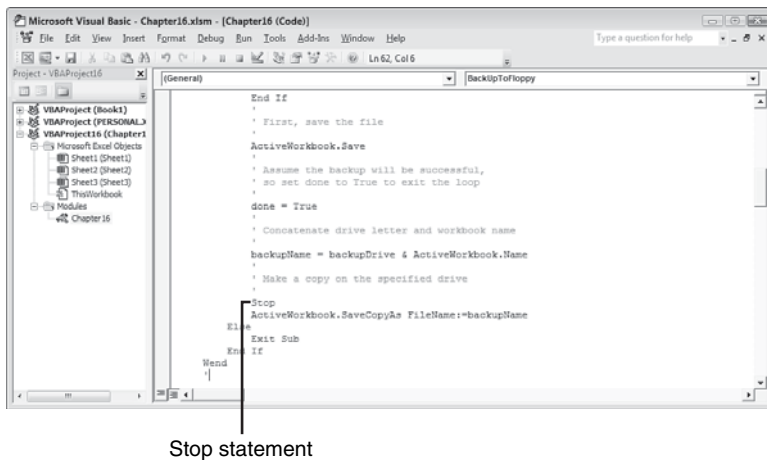 Microsoft Visual Basic - Chapter16.xlsm - [Chapter16 (Code)]
File Edit View Insert Format Debug Run Tools Add-Ins Window Help
Type a question for help
Ln 62, Col 6
Project - VBAProject16
(General)
BackUpToFloppy
VBAProject (Book1)
VBAProject (PERSONAL.X
VBAProject16 (Chapter1
Microsoft Excel Objects
Sheet1 (Sheet1)
Sheet2 (Sheet2)
Sheet3 (Sheet3)
ThisWorkbook
Modules
Chapter16
End If
'
' First, save the file
'
ActiveWorkbook.Save
'
' Assume the backup will be successful,
' so set done to True to exit the loop
'
done = True
'
' Concatenate drive letter and workbook name
'
backupName = backupDrive & ActiveWorkbook.Name
'
' Make a copy on the specified drive
'
Stop
ActiveWorkbook.SaveCopyAs FileName:=backupName
Else
Exit Sub
End If
Wend
'
Stop statement